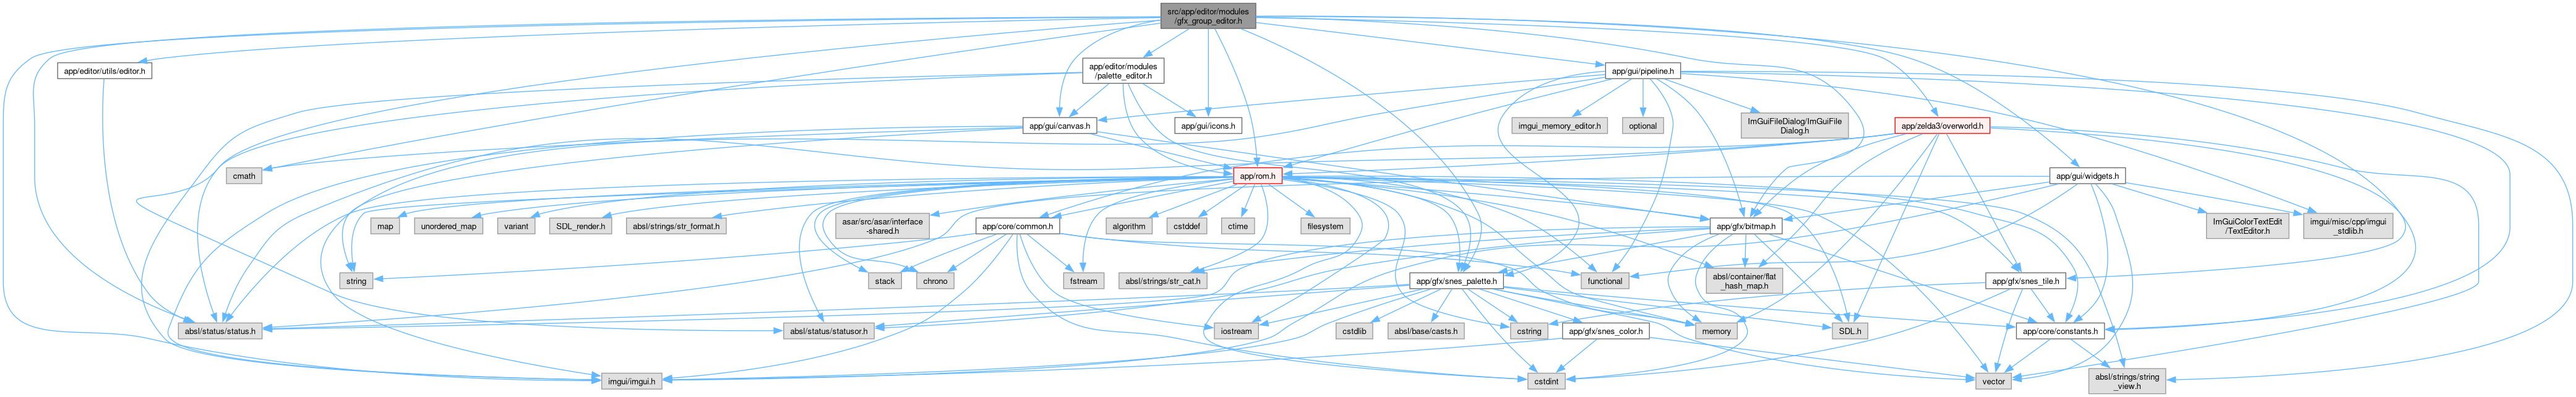 src/app/editor/modules
/gfx_group_editor.h
app/editor/utils/editor.h
app/editor/modules
/palette_editor.h
app/gui/pipeline.h
app/gui/canvas.h
app/gui/icons.h
imgui_memory_editor.h
optional
ImGuiFileDialog/ImGuiFile
Dialog.h
app/zelda3/overworld.h
cmath
app/rom.h
app/gui/widgets.h
map
unordered_map
variant
SDL_render.h
absl/strings/str_format.h
asar/src/asar/interface
-shared.h
app/core/common.h
algorithm
cstddef
ctime
filesystem
app/gfx/bitmap.h
ImGuiColorTextEdit
/TextEditor.h
imgui/misc/cpp/imgui
_stdlib.h
string
stack
chrono
fstream
absl/strings/str_cat.h
app/gfx/snes_palette.h
functional
absl/container/flat
_hash_map.h
app/gfx/snes_tile.h
absl/status/status.h
absl/status/statusor.h
iostream
cstdlib
absl/base/casts.h
cstring
app/gfx/snes_color.h
memory
SDL.h
app/core/constants.h
imgui/imgui.h
cstdint
vector
absl/strings/string
_view.h